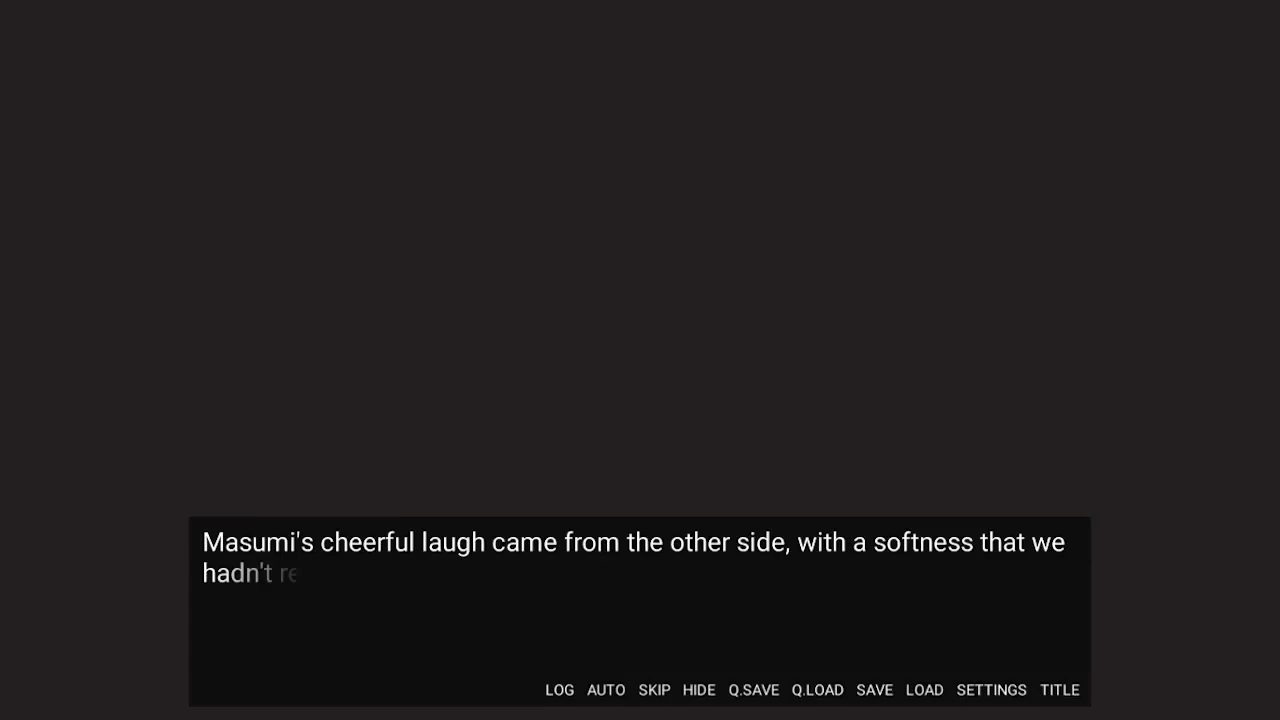 Masumi's cheerful laugh came from the other side, with a softness that we
hadn't re
LOG AUTO SKIP HIDE Q.SAVE Q.LOAD SAVE LOAD SETTINGS TITLE